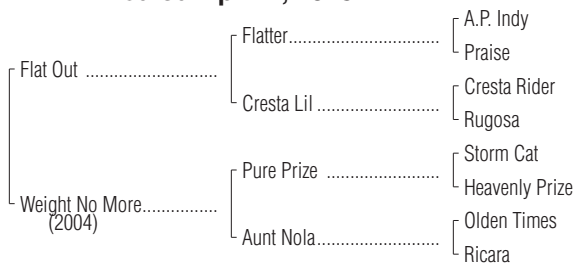 A.P. Indy
Flatter
Praise
Flat Out
Cresta Rider
Cresta Lil
Rugosa
Storm Cat
Pure Prize
Heavenly Prize
Weight No More
(2004)
Olden Times
Aunt Nola
Ricara